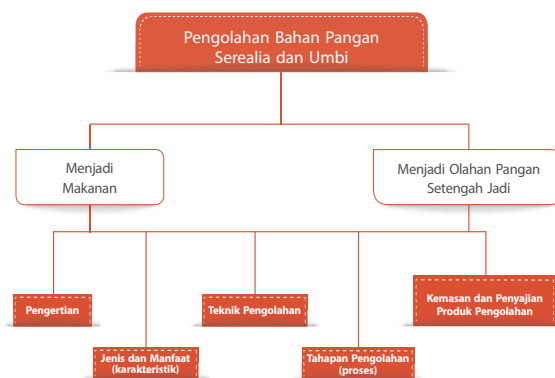 Pengolahan Bahan Pangan
Serealia dan Umbi
Menjadi
Makanan
Menjadi Olahan Pangan
Setengah Jadi
Pengertian
Jenis dan Manfaat
(karakteristik)
Teknik Pengolahan
Tahapan Pengolahan
(proses)
Kemasan dan Penyajian
Produk Pengolahan